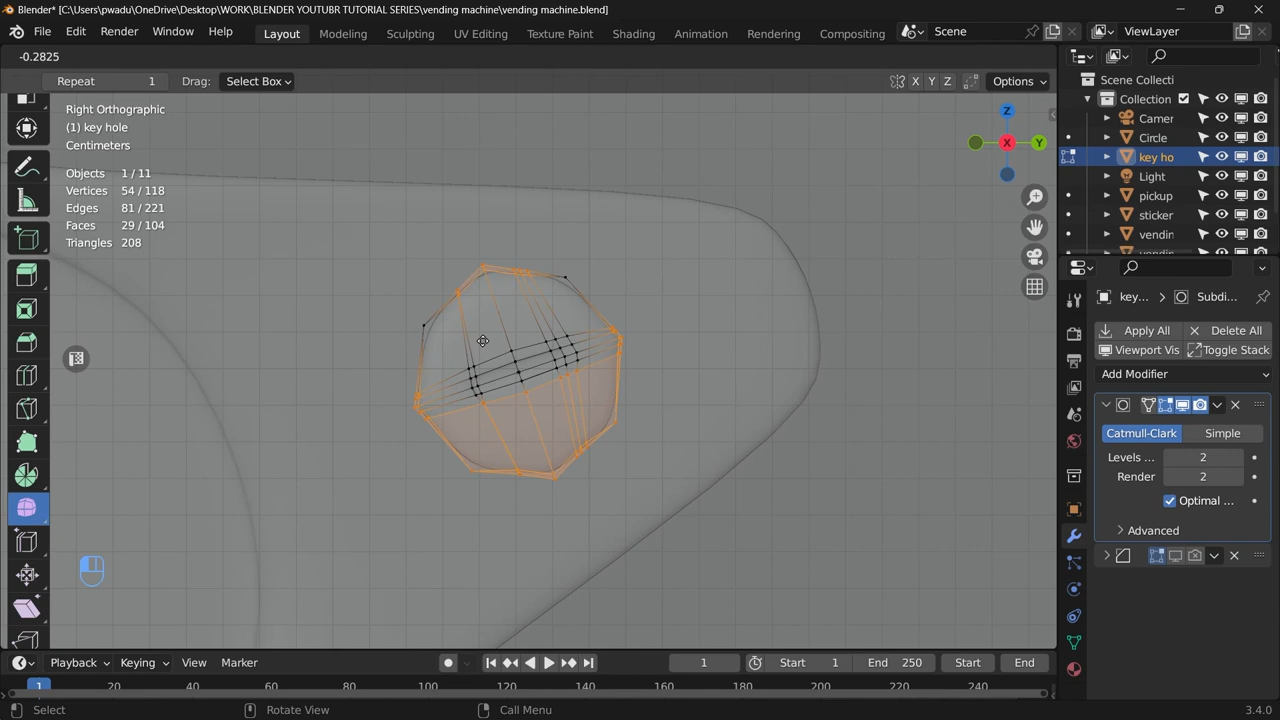 Blender* [C:\Users\pwadu\OneDrive\Desktop\WORK\BLENDER YOUTUBR TUTORIAL SERIES\vending machine\vending machine.blend]
File Edit Render Window Help Layout Modeling Sculpting UV Editing Texture Paint Shading Animation Rendering Compositing Scene ViewLayer
-0.2825
Repeat 1 Drag: Select Box X Y Z Options
Right Orthographic
(1) key hole
Centimeters
Objects 1 / 11
Vertices 54 / 118
Edges 81 / 221
Faces 29 / 104
Triangles 208
Z
X
Y
Scene Collecti
Collection
Camer
Circle
key ho
Light
pickup
sticker
vendin
key... Subdi...
Apply All Delete All
Viewport Vis Toggle Stack
Add Modifier
Catmull-Clark Simple
Levels ... 2
Render 2
Optimal ...
Advanced
Playback Keying View Marker 1 Start 1 End 250 Start End
1 20 40 60 80 100 120 140 160 180 200 220 240
Select Rotate View Call Menu 3.4.0